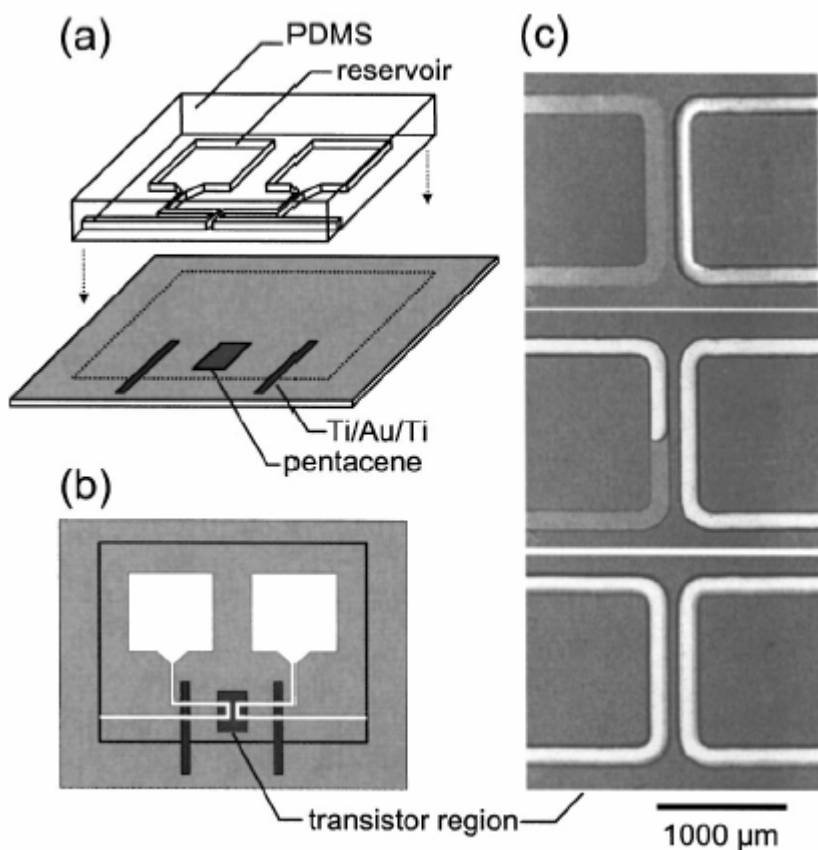 (a)
PDMS
reservoir
Ti/Au/Ti
pentacene
(b)
transistor region
(c)
1000 µm